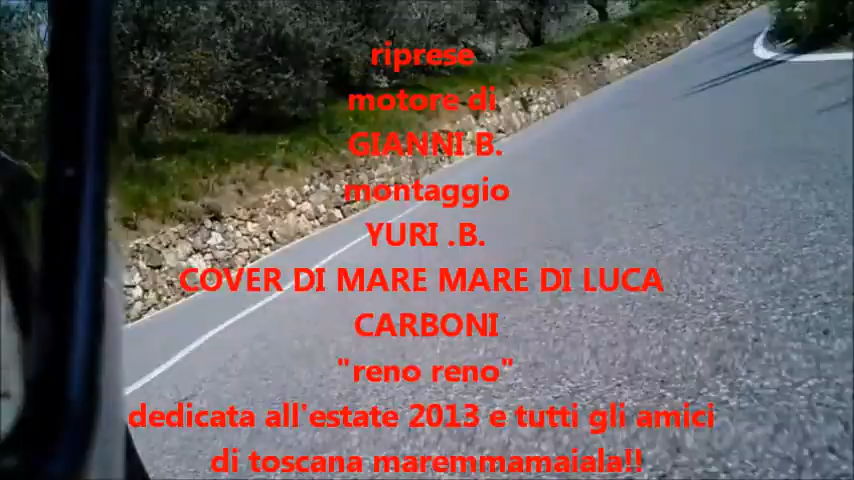 riprese
motore di
GIANNI B.
montaggio
YURI .B.
COVER DI MARE MARE DI LUCA
CARBONI
"reno reno"
dedicata all'estate 2013 e tutti gli amici
di toscana maremmamaiala!!